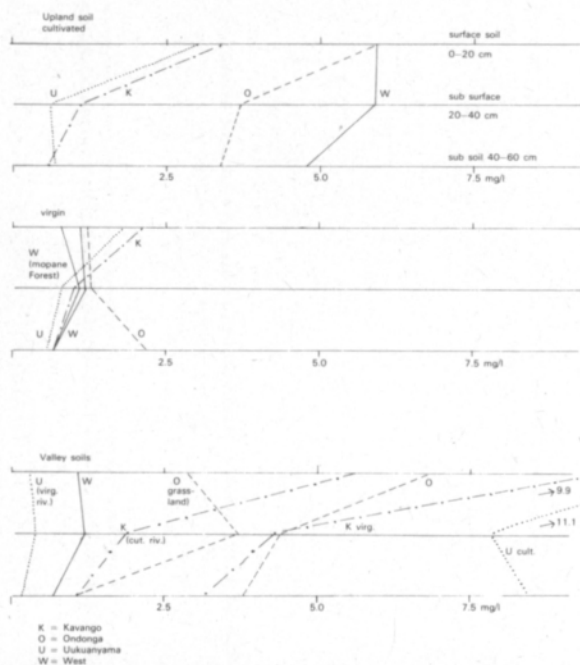 Upland soil
cultivated
surface soil
0–20 cm
U
K
O
W
sub surface
20–40 cm
sub soil 40–60 cm
2.5
5.0
7.5 mg/l
virgin
K
W
(mopane
Forest)
U
W
O
2.5
5.0
7.5 mg/l
Valley soils
U
(virg.
riv.)
W
O
grass-
land)
O
→9.9
K
(cut. riv.)
K virg.
→11.1
U cult.
2.5
5.0
7.5 mg/l
K = Kavango
O = Ondonga
U = Uukuanyama
W = West